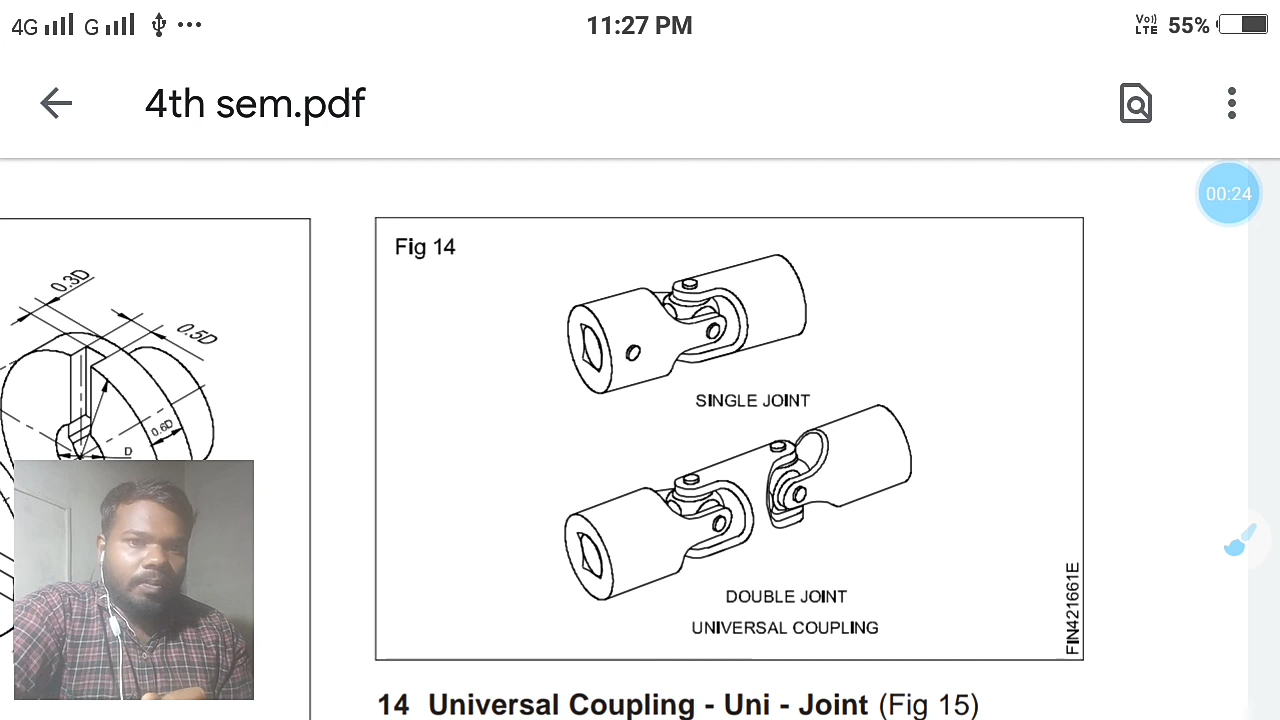 4G G 11:27 PM Vo)) LTE 55%
4th sem.pdf
00:24
0.3D
0.5D
0.6D
D
Fig 14
SINGLE JOINT
DOUBLE JOINT
UNIVERSAL COUPLING
FIN421661E
14 Universal Coupling - Uni - Joint (Fig 15)